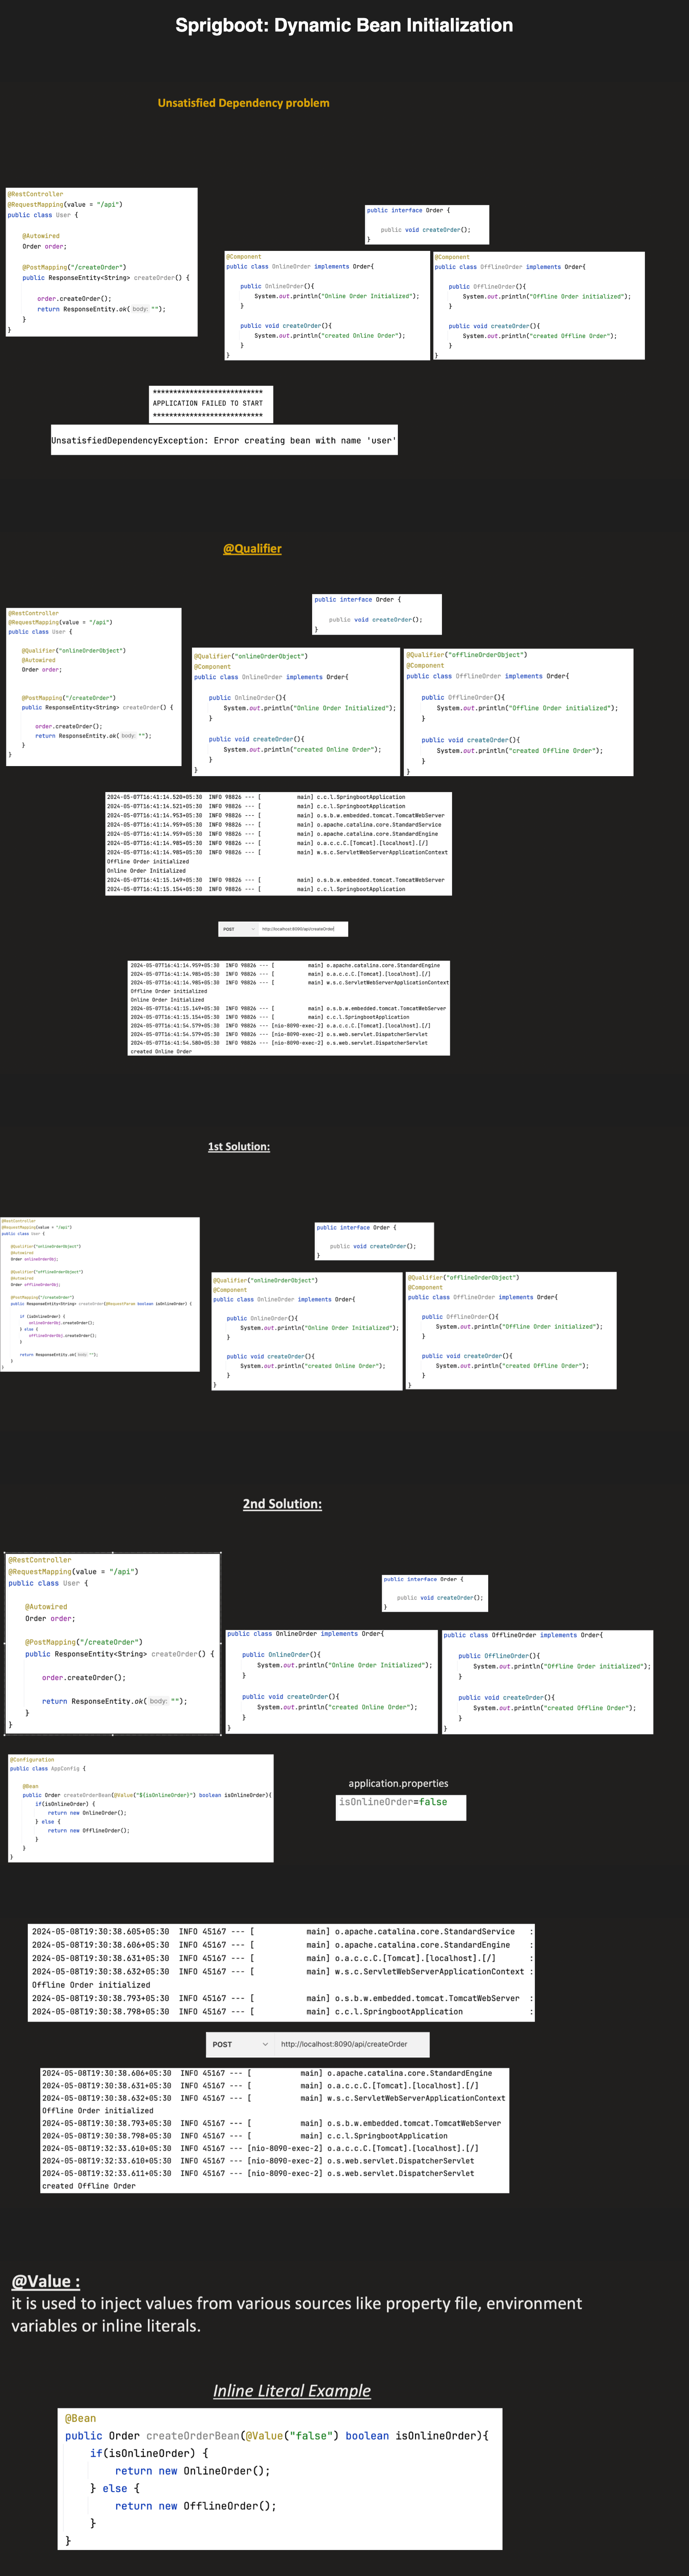 Sprigboot: Dynamic Bean Initialization
Unsatisfied Dependency problem
@RestController
@RequestMapping(value = "/api")
public class User {
@Autowired
Order order;
@PostMapping("/createOrder")
public ResponseEntity<String> createOrder() {
order.createOrder();
return ResponseEntity.ok( body: "");
}
}
public interface Order {
public void createOrder();
}
@Component
public class OnlineOrder implements Order{
public OnlineOrder(){
System.out.println("Online Order Initialized");
}
public void createOrder(){
System.out.println("created Online Order");
}
}
@Component
public class OfflineOrder implements Order{
public OfflineOrder(){
System.out.println("Offline Order initialized");
}
public void createOrder(){
System.out.println("created Offline Order");
}
}
***************************
APPLICATION FAILED TO START
***************************
UnsatisfiedDependencyException: Error creating bean with name 'user'
@Qualifier
@RestController
@RequestMapping(value = "/api")
public class User {
@Qualifier("onlineOrderObject")
@Autowired
Order order;
@PostMapping("/createOrder")
public ResponseEntity<String> createOrder() {
order.createOrder();
return ResponseEntity.ok( body: "");
}
}
public interface Order {
public void createOrder();
}
@Qualifier("onlineOrderObject")
@Component
public class OnlineOrder implements Order{
public OnlineOrder(){
System.out.println("Online Order Initialized");
}
public void createOrder(){
System.out.println("created Online Order");
}
}
@Qualifier("offlineOrderObject")
@Component
public class OfflineOrder implements Order{
public OfflineOrder(){
System.out.println("Offline Order initialized");
}
public void createOrder(){
System.out.println("created Offline Order");
}
}
2024-05-07T16:41:14.520+05:30 INFO 98826 --- [ main] c.c.l.SpringbootApplication
2024-05-07T16:41:14.521+05:30 INFO 98826 --- [ main] c.c.l.SpringbootApplication
2024-05-07T16:41:14.953+05:30 INFO 98826 --- [ main] o.s.b.w.embedded.tomcat.TomcatWebServer
2024-05-07T16:41:14.959+05:30 INFO 98826 --- [ main] o.apache.catalina.core.StandardService
2024-05-07T16:41:14.959+05:30 INFO 98826 --- [ main] o.apache.catalina.core.StandardEngine
2024-05-07T16:41:14.985+05:30 INFO 98826 --- [ main] o.a.c.c.C.[Tomcat].[localhost].[/]
2024-05-07T16:41:14.985+05:30 INFO 98826 --- [ main] w.s.c.ServletWebServerApplicationContext
Offline Order initialized
Online Order Initialized
2024-05-07T16:41:15.149+05:30 INFO 98826 --- [ main] o.s.b.w.embedded.tomcat.TomcatWebServer
2024-05-07T16:41:15.154+05:30 INFO 98826 --- [ main] c.c.l.SpringbootApplication
POST http://localhost:8090/api/createOrder
2024-05-07T16:41:14.959+05:30 INFO 98826 --- [ main] o.apache.catalina.core.StandardEngine
2024-05-07T16:41:14.985+05:30 INFO 98826 --- [ main] o.a.c.c.C.[Tomcat].[localhost].[/]
2024-05-07T16:41:14.985+05:30 INFO 98826 --- [ main] w.s.c.ServletWebServerApplicationContext
Offline Order initialized
Online Order Initialized
2024-05-07T16:41:15.149+05:30 INFO 98826 --- [ main] o.s.b.w.embedded.tomcat.TomcatWebServer
2024-05-07T16:41:15.154+05:30 INFO 98826 --- [ main] c.c.l.SpringbootApplication
2024-05-07T16:41:54.579+05:30 INFO 98826 --- [nio-8090-exec-2] o.a.c.c.C.[Tomcat].[localhost].[/]
2024-05-07T16:41:54.579+05:30 INFO 98826 --- [nio-8090-exec-2] o.s.web.servlet.DispatcherServlet
2024-05-07T16:41:54.580+05:30 INFO 98826 --- [nio-8090-exec-2] o.s.web.servlet.DispatcherServlet
created Online Order
1st Solution:
@RestController
@RequestMapping(value = "/api")
public class User {
@Qualifier("onlineOrderObject")
@Autowired
Order onlineOrderObj;
@Qualifier("offlineOrderObject")
@Autowired
Order offlineOrderObj;
@PostMapping("/createOrder")
public ResponseEntity<String> createOrder(@RequestParam boolean isOnlineOrder) {
if (isOnlineOrder) {
onlineOrderObj.createOrder();
} else {
offlineOrderObj.createOrder();
}
return ResponseEntity.ok( body: "");
}
}
public interface Order {
public void createOrder();
}
@Qualifier("onlineOrderObject")
@Component
public class OnlineOrder implements Order{
public OnlineOrder(){
System.out.println("Online Order Initialized");
}
public void createOrder(){
System.out.println("created Online Order");
}
}
@Qualifier("offlineOrderObject")
@Component
public class OfflineOrder implements Order{
public OfflineOrder(){
System.out.println("Offline Order initialized");
}
public void createOrder(){
System.out.println("created Offline Order");
}
}
2nd Solution:
@RestController
@RequestMapping(value = "/api")
public class User {
@Autowired
Order order;
@PostMapping("/createOrder")
public ResponseEntity<String> createOrder() {
order.createOrder();
return ResponseEntity.ok( body: "");
}
}
public interface Order {
public void createOrder();
}
public class OnlineOrder implements Order{
public OnlineOrder(){
System.out.println("Online Order Initialized");
}
public void createOrder(){
System.out.println("created Online Order");
}
}
public class OfflineOrder implements Order{
public OfflineOrder(){
System.out.println("Offline Order initialized");
}
public void createOrder(){
System.out.println("created Offline Order");
}
}
@Configuration
public class AppConfig {
@Bean
public Order createOrderBean(@Value("${isOnlineOrder}") boolean isOnlineOrder){
if(isOnlineOrder) {
return new OnlineOrder();
} else {
return new OfflineOrder();
}
}
}
application.properties
isOnlineOrder=false
2024-05-08T19:30:38.605+05:30 INFO 45167 --- [ main] o.apache.catalina.core.StandardService :
2024-05-08T19:30:38.606+05:30 INFO 45167 --- [ main] o.apache.catalina.core.StandardEngine :
2024-05-08T19:30:38.631+05:30 INFO 45167 --- [ main] o.a.c.c.C.[Tomcat].[localhost].[/] :
2024-05-08T19:30:38.632+05:30 INFO 45167 --- [ main] w.s.c.ServletWebServerApplicationContext :
Offline Order initialized
2024-05-08T19:30:38.793+05:30 INFO 45167 --- [ main] o.s.b.w.embedded.tomcat.TomcatWebServer :
2024-05-08T19:30:38.798+05:30 INFO 45167 --- [ main] c.c.l.SpringbootApplication :
POST http://localhost:8090/api/createOrder
2024-05-08T19:30:38.606+05:30 INFO 45167 --- [ main] o.apache.catalina.core.StandardEngine
2024-05-08T19:30:38.631+05:30 INFO 45167 --- [ main] o.a.c.c.C.[Tomcat].[localhost].[/]
2024-05-08T19:30:38.632+05:30 INFO 45167 --- [ main] w.s.c.ServletWebServerApplicationContext
Offline Order initialized
2024-05-08T19:30:38.793+05:30 INFO 45167 --- [ main] o.s.b.w.embedded.tomcat.TomcatWebServer
2024-05-08T19:30:38.798+05:30 INFO 45167 --- [ main] c.c.l.SpringbootApplication
2024-05-08T19:32:33.610+05:30 INFO 45167 --- [nio-8090-exec-2] o.a.c.c.C.[Tomcat].[localhost].[/]
2024-05-08T19:32:33.610+05:30 INFO 45167 --- [nio-8090-exec-2] o.s.web.servlet.DispatcherServlet
2024-05-08T19:32:33.611+05:30 INFO 45167 --- [nio-8090-exec-2] o.s.web.servlet.DispatcherServlet
created Offline Order
@Value :
it is used to inject values from various sources like property file, environment
variables or inline literals.
Inline Literal Example
@Bean
public Order createOrderBean(@Value("false") boolean isOnlineOrder){
if(isOnlineOrder) {
return new OnlineOrder();
} else {
return new OfflineOrder();
}
}